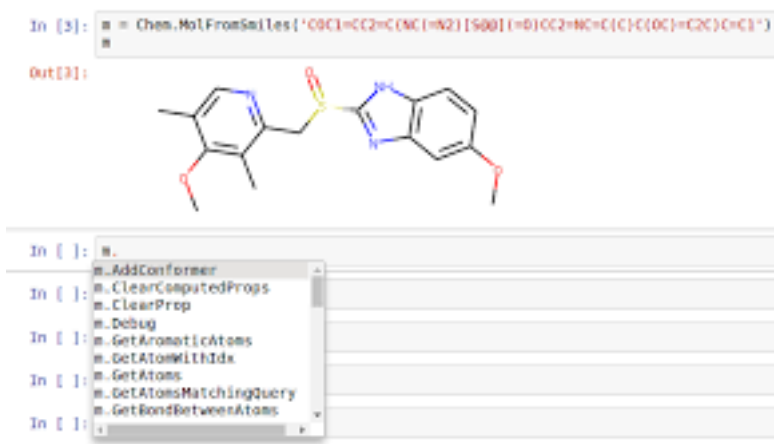 In [3]: m = Chem.MolFromSmiles('COC1=CC2=C(NC(=N2)[S@@](=O)CC2=NC=C(C)C(OC)=C2C)C=C1')
m
Out[3]:
O
N
NH
S
N
O
O
In [ ]: m.
m.AddConformer
m.ClearComputedProps
In [ ]:
m.ClearProp
m.Debug
In [ ]:
m.GetAromaticAtoms
m.GetAtomWithIdx
In [ ]:
m.GetAtoms
m.GetAtomsMatchingQuery
m.GetBondBetweenAtoms
In [ ]: